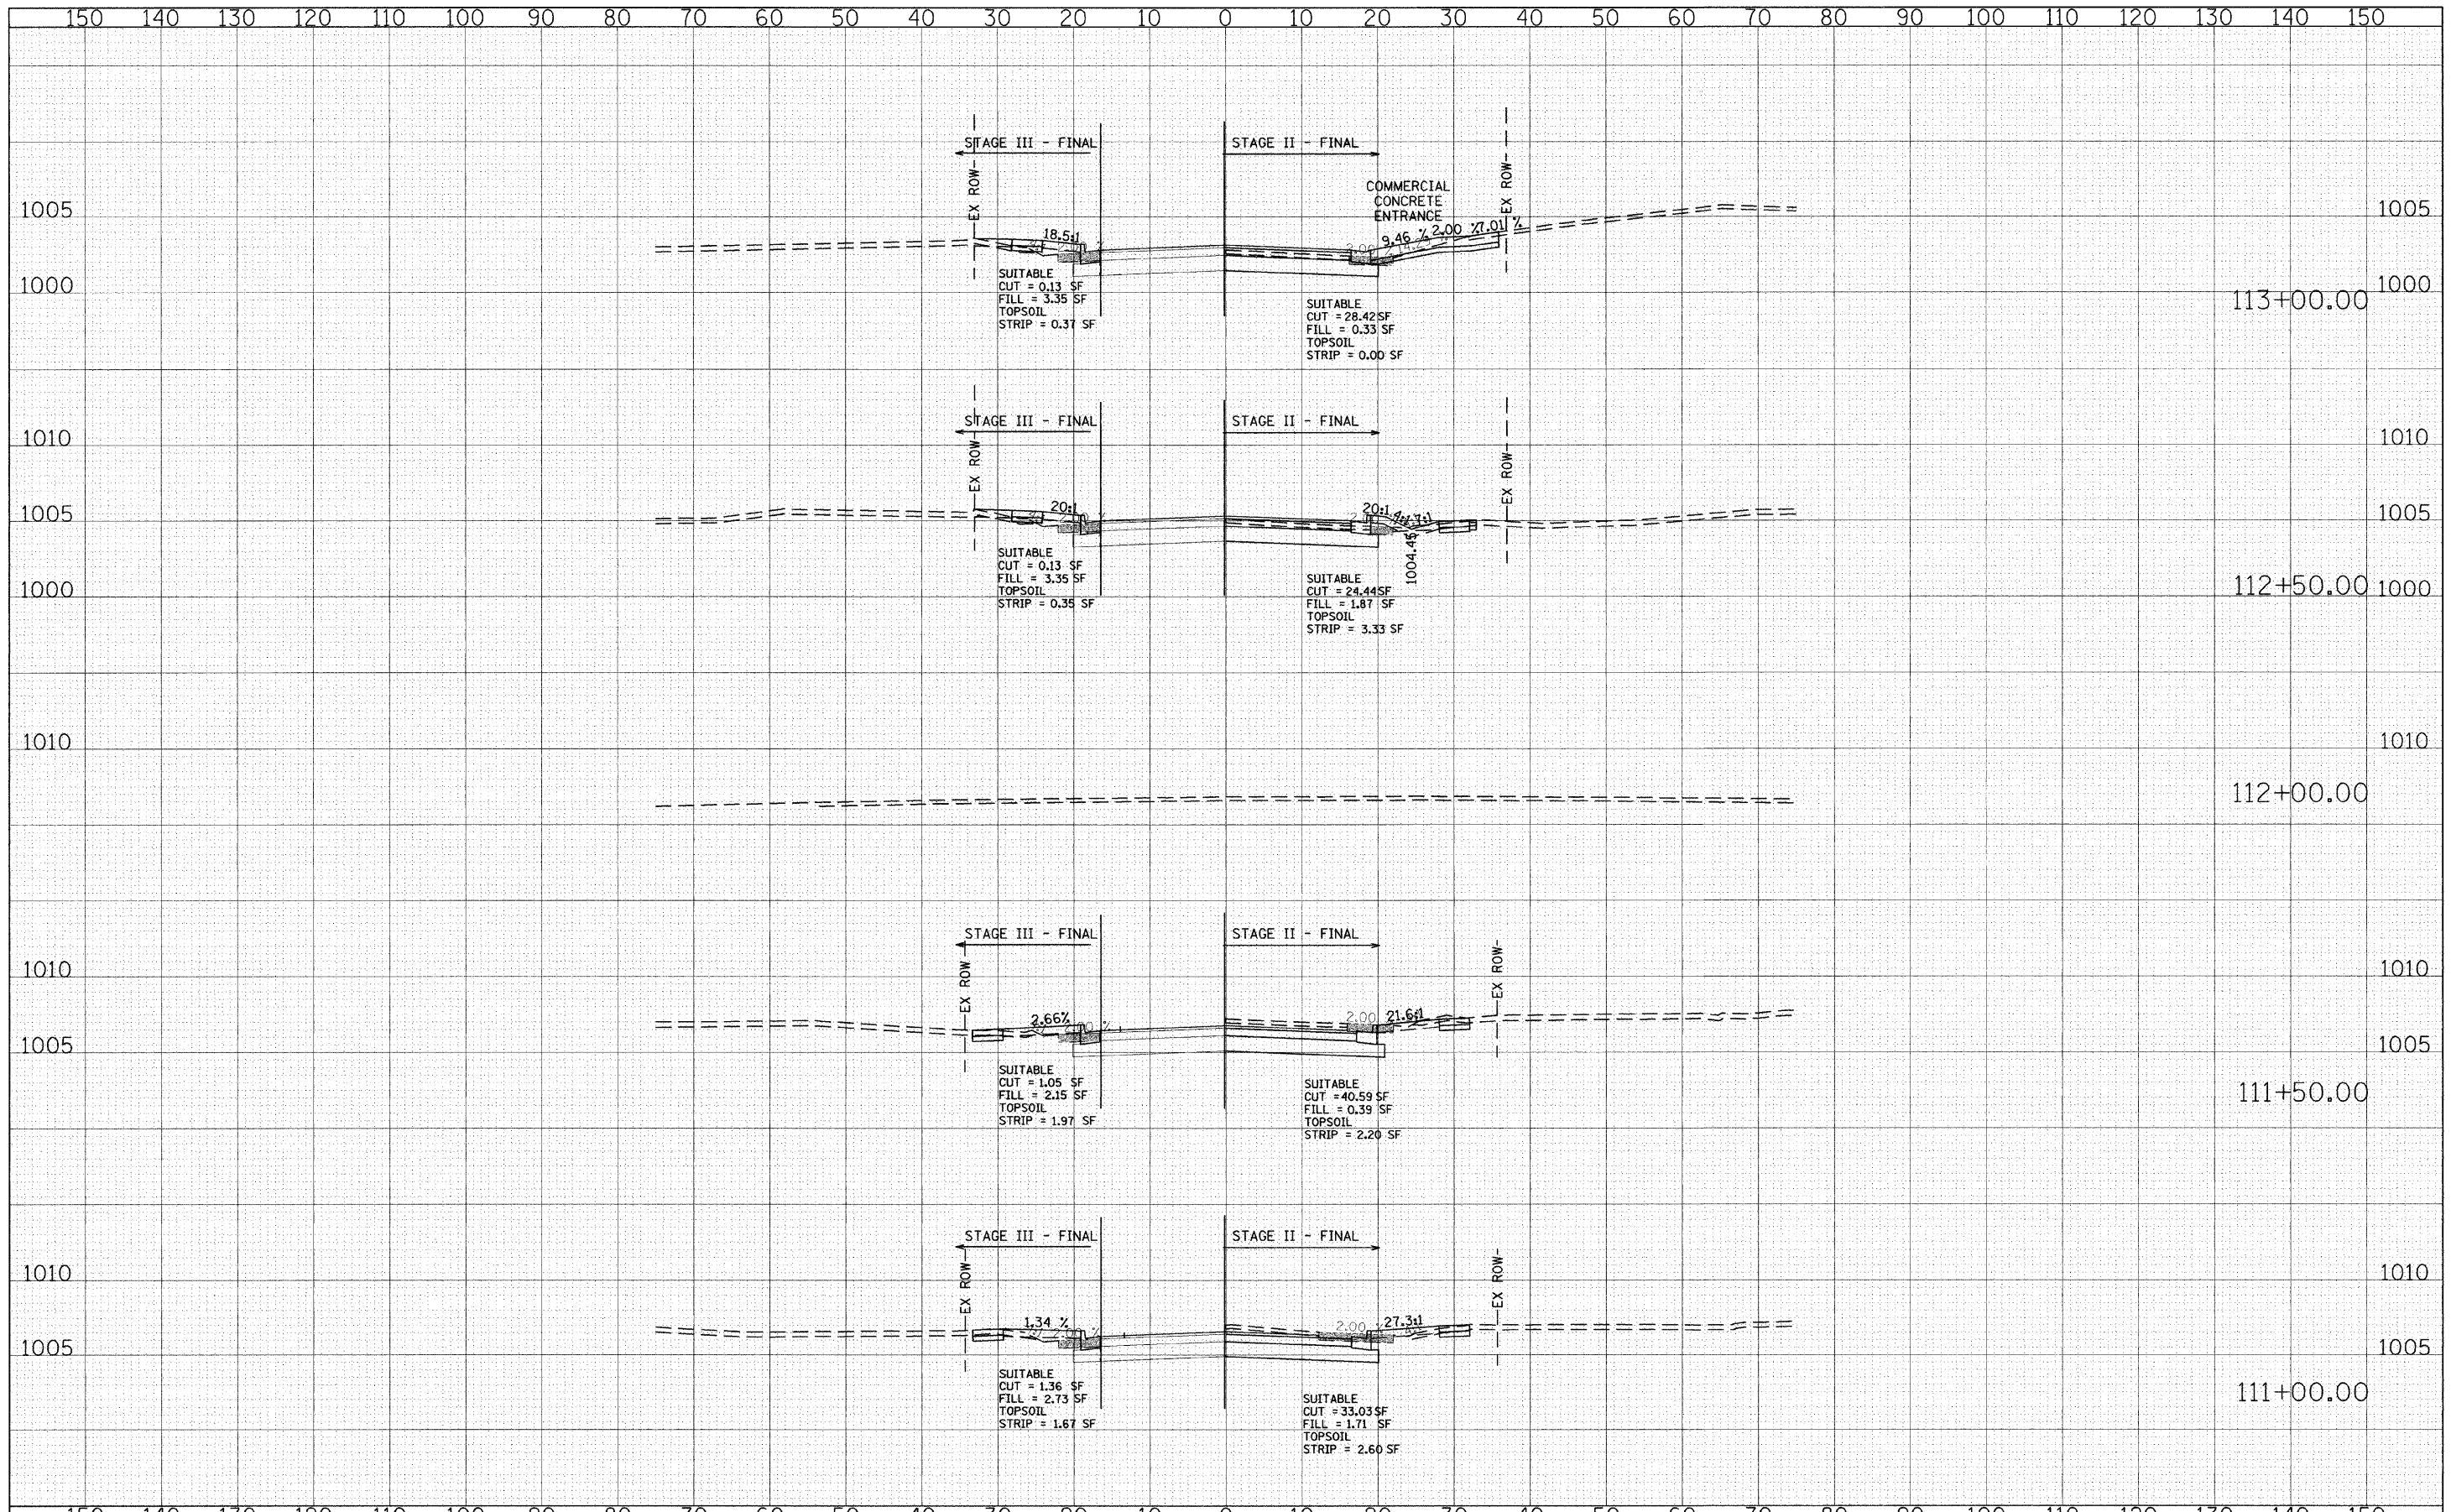 150 140 130 120 110 100 90 80 70 60 50 40 30 20 10 0 10 20 30 40 50 60 70 80 90 100 110 120 130 140 150
STAGE III - FINAL
STAGE II - FINAL
EX ROW
EX ROW
COMMERCIAL
CONCRETE
ENTRANCE
1005
1005
18.5:1
9.46 % 2.00 % 7.01 %
2.00
1000
1000
113+00.00
SUITABLE
CUT = 0.13 SF
FILL = 3.35 SF
TOPSOIL
STRIP = 0.37 SF
SUITABLE
CUT = 28.42 SF
FILL = 0.33 SF
TOPSOIL
STRIP = 0.00 SF
STAGE III - FINAL
STAGE II - FINAL
EX ROW
EX ROW
1010
1010
1005
1005
20:1
20:1
1004.45
1000
1000
112+50.00
SUITABLE
CUT = 0.13 SF
FILL = 3.35 SF
TOPSOIL
STRIP = 0.35 SF
SUITABLE
CUT = 24.44 SF
FILL = 1.87 SF
TOPSOIL
STRIP = 3.33 SF
1010
1010
112+00.00
STAGE III - FINAL
STAGE II - FINAL
EX ROW
EX ROW
1010
1010
2.66%
2.00
21.6:1
1005
1005
111+50.00
SUITABLE
CUT = 1.05 SF
FILL = 2.15 SF
TOPSOIL
STRIP = 1.97 SF
SUITABLE
CUT = 40.59 SF
FILL = 0.39 SF
TOPSOIL
STRIP = 2.20 SF
STAGE III - FINAL
STAGE II - FINAL
EX ROW
EX ROW
1010
1010
1.34 %
2.00 %
2.00
27.3:1
1005
1005
111+00.00
SUITABLE
CUT = 1.36 SF
FILL = 2.73 SF
TOPSOIL
STRIP = 1.67 SF
SUITABLE
CUT = 33.03 SF
FILL = 1.71 SF
TOPSOIL
STRIP = 2.60 SF